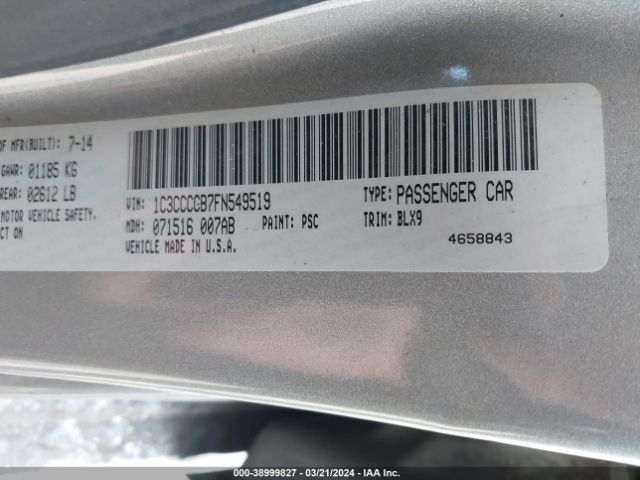 OF MFR(BUILT): 7-14
GAWR: 01185 KG
REAR: 02612 LB
MOTOR VEHICLE SAFETY.
CT ON
VIN: 1C3CCCCB7FN549519
TYPE: PASSENGER CAR
MDH: 071516 007AB PAINT: PSC
TRIM: BLX9
VEHICLE MADE IN U.S.A.
4658843
000-38999827 / 03/21/2024 - IAA Inc.